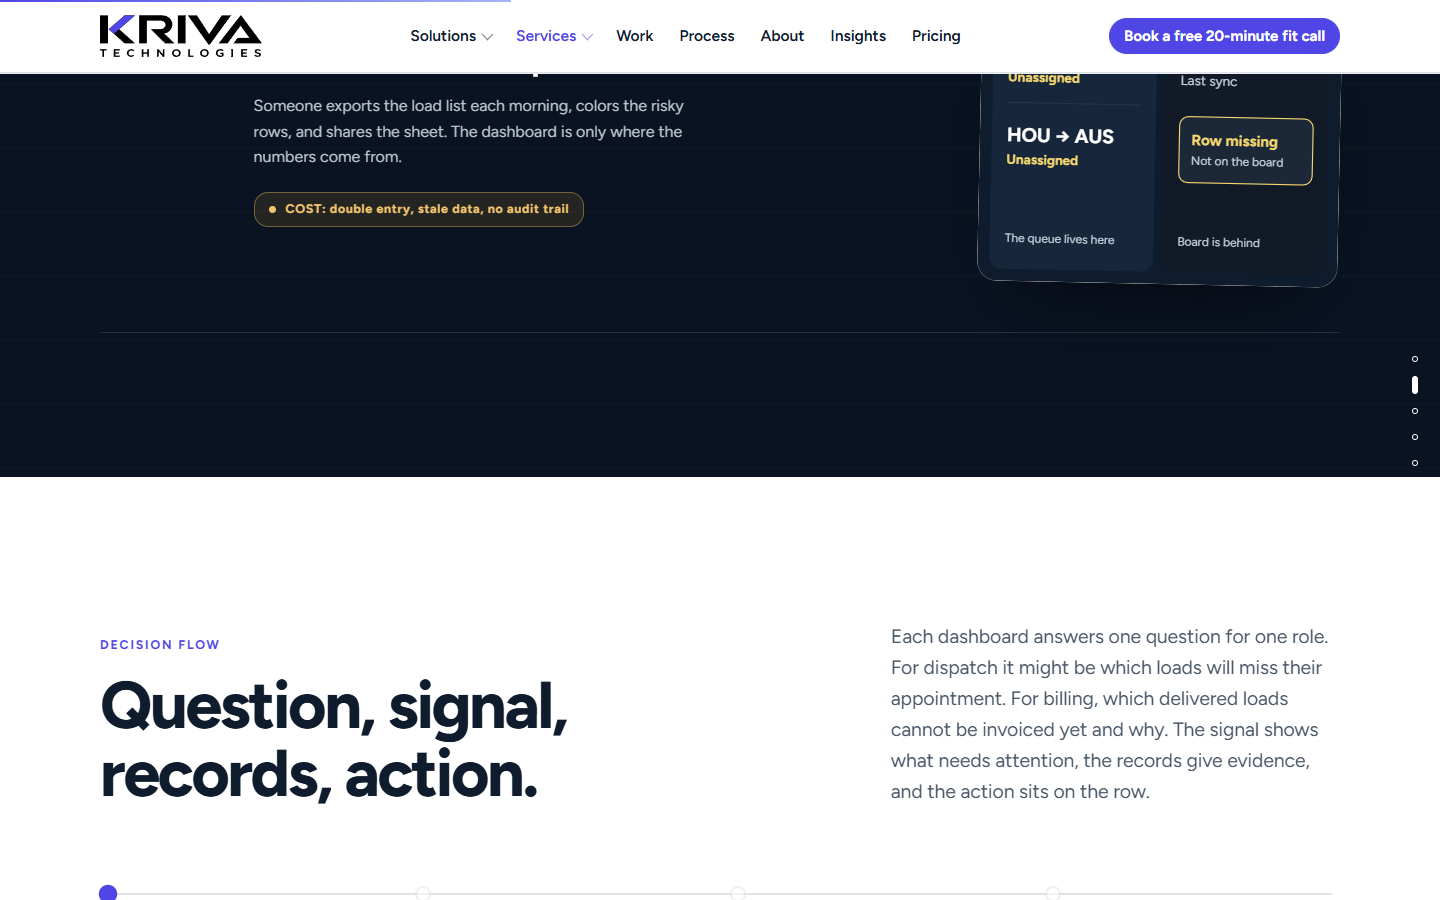 KRIVA
TECHNOLOGIES
Solutions
Services
Work
Process
About
Insights
Pricing
Book a free 20-minute fit call
Someone exports the load list each morning, colors the risky
rows, and shares the sheet. The dashboard is only where the
numbers come from.
COST: double entry, stale data, no audit trail
Unassigned
HOU → AUS
Unassigned
The queue lives here
Last sync
Row missing
Not on the board
Board is behind
DECISION FLOW
Question, signal,
records, action.
Each dashboard answers one question for one role.
For dispatch it might be which loads will miss their
appointment. For billing, which delivered loads
cannot be invoiced yet and why. The signal shows
what needs attention, the records give evidence,
and the action sits on the row.